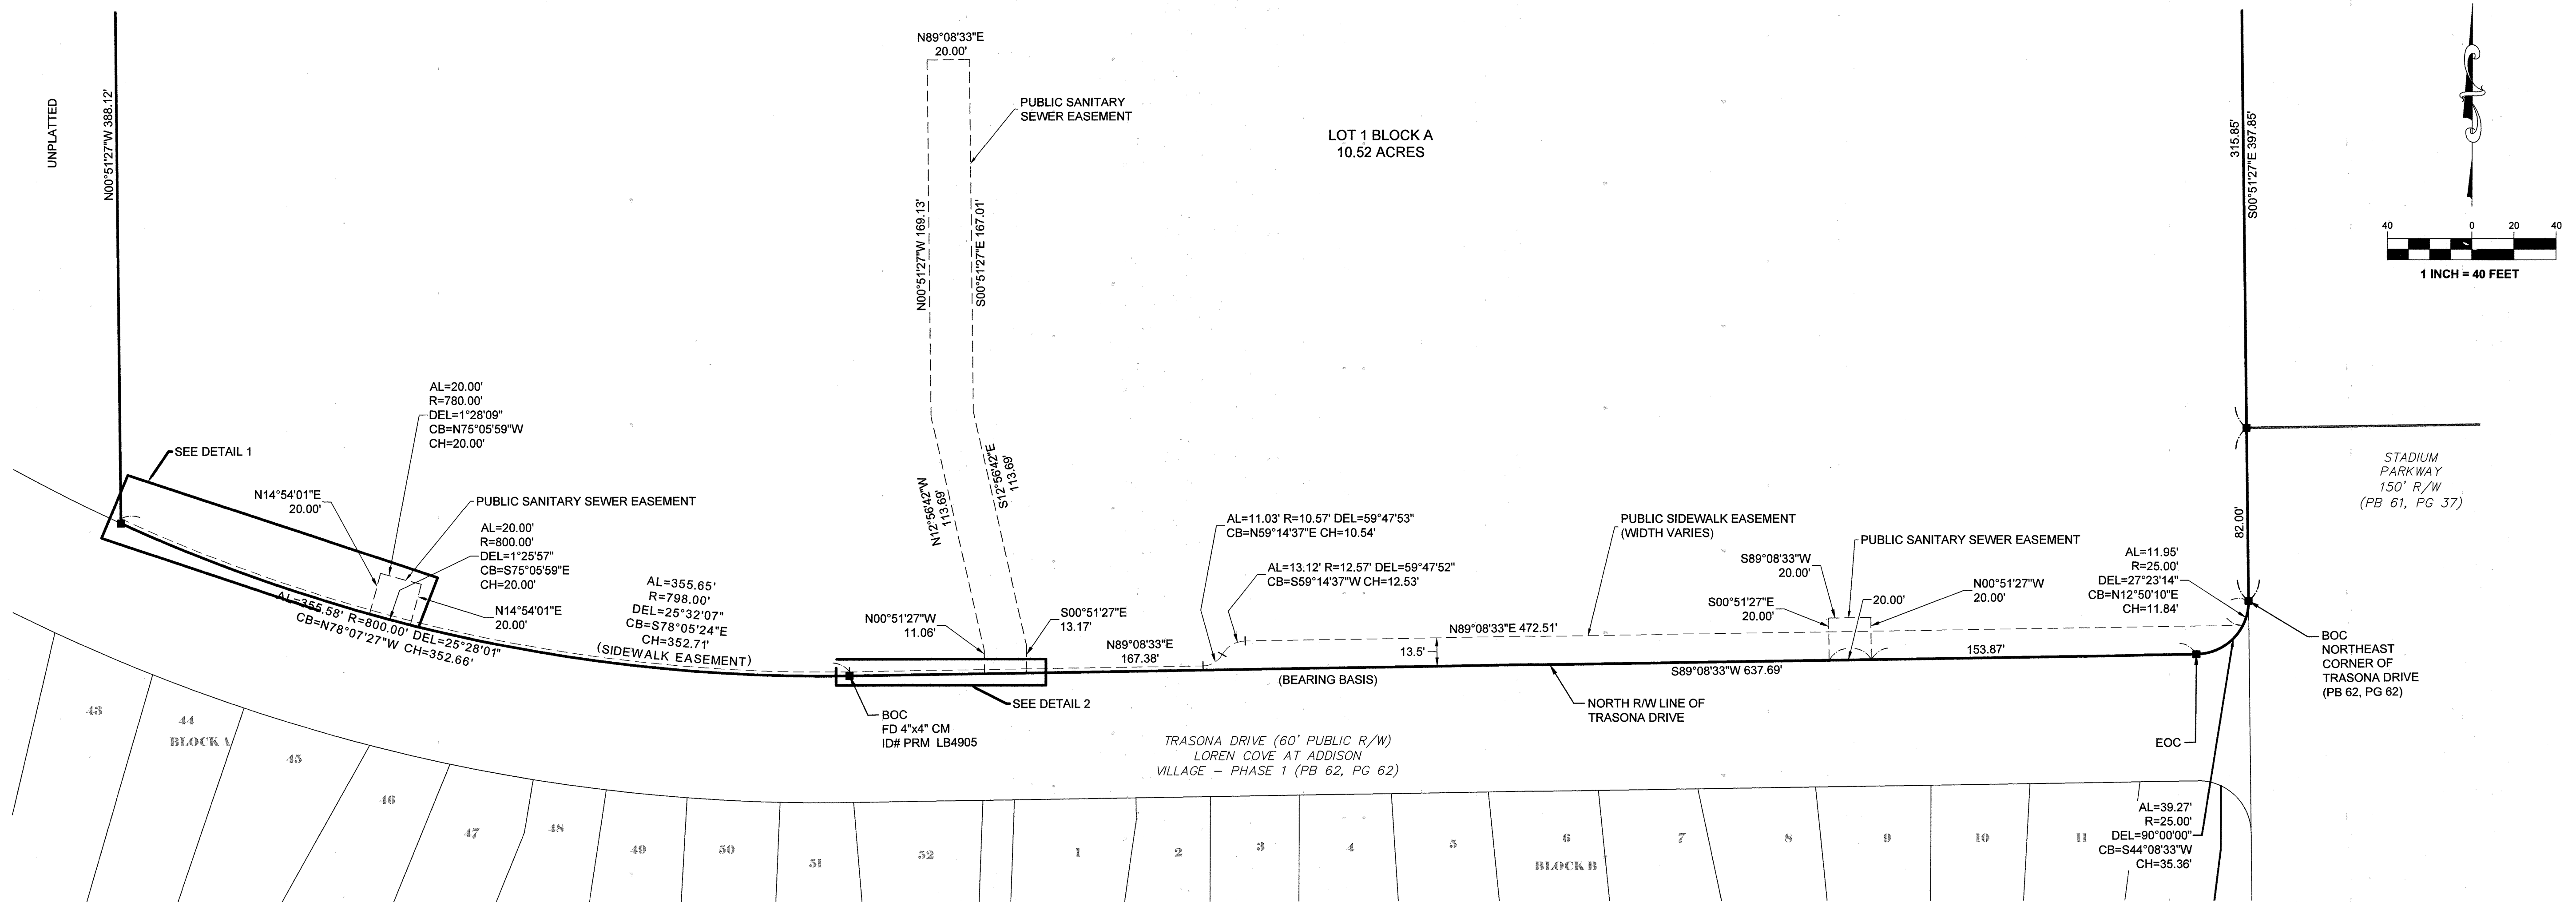 UNPLATTED
N00°51'27"W 388.12'
N89°08'33"E
20.00'
PUBLIC SANITARY
SEWER EASEMENT
N00°51'27"W 169.13'
S00°51'27"E 167.01'
LOT 1 BLOCK A
10.52 ACRES
315.85'
S00°51'27"E 397.85'
40 0 20 40
1 INCH = 40 FEET
SEE DETAIL 1
AL=20.00'
R=780.00'
DEL=1°28'09"
CB=N75°05'59"W
CH=20.00'
N14°54'01"E
20.00'
PUBLIC SANITARY SEWER EASEMENT
AL=20.00'
R=800.00'
DEL=1°25'57"
CB=S75°05'59"E
CH=20.00'
N14°54'01"E
20.00'
AL=355.58' R=800.00' DEL=25°28'01"
CB=N78°07'27"W CH=352.66'
AL=355.65'
R=798.00'
DEL=25°32'07"
CB=S78°05'24"E
CH=352.71'
(SIDEWALK EASEMENT)
N12°56'42"W
113.69'
S12°56'42"E
113.69'
N00°51'27"W
11.06'
S00°51'27"E
13.17'
N89°08'33"E
167.38'
SEE DETAIL 2
BOC
FD 4"x4" CM
ID# PRM LB4905
AL=11.03' R=10.57' DEL=59°47'53"
CB=N59°14'37"E CH=10.54'
AL=13.12' R=12.57' DEL=59°47'52"
CB=S59°14'37"W CH=12.53'
N89°08'33"E 472.51'
13.5'
(BEARING BASIS)
PUBLIC SIDEWALK EASEMENT
(WIDTH VARIES)
S89°08'33"W 637.69'
NORTH R/W LINE OF
TRASONA DRIVE
PUBLIC SANITARY SEWER EASEMENT
S89°08'33"W
20.00'
S00°51'27"E
20.00'
20.00'
N00°51'27"W
20.00'
153.87'
AL=11.95'
R=25.00'
DEL=27°23'14"
CB=N12°50'10"E
CH=11.84'
82.00'
STADIUM
PARKWAY
150' R/W
(PB 61, PG 37)
BOC
NORTHEAST
CORNER OF
TRASONA DRIVE
(PB 62, PG 62)
EOC
AL=39.27'
R=25.00'
DEL=90°00'00"
CB=S44°08'33"W
CH=35.36'
TRASONA DRIVE (60' PUBLIC R/W)
LOREN COVE AT ADDISON
VILLAGE – PHASE 1 (PB 62, PG 62)
43
44
BLOCK A
45
46
47
48
49
50
51
52
1
2
3
4
5
6
BLOCK B
7
8
9
10
11